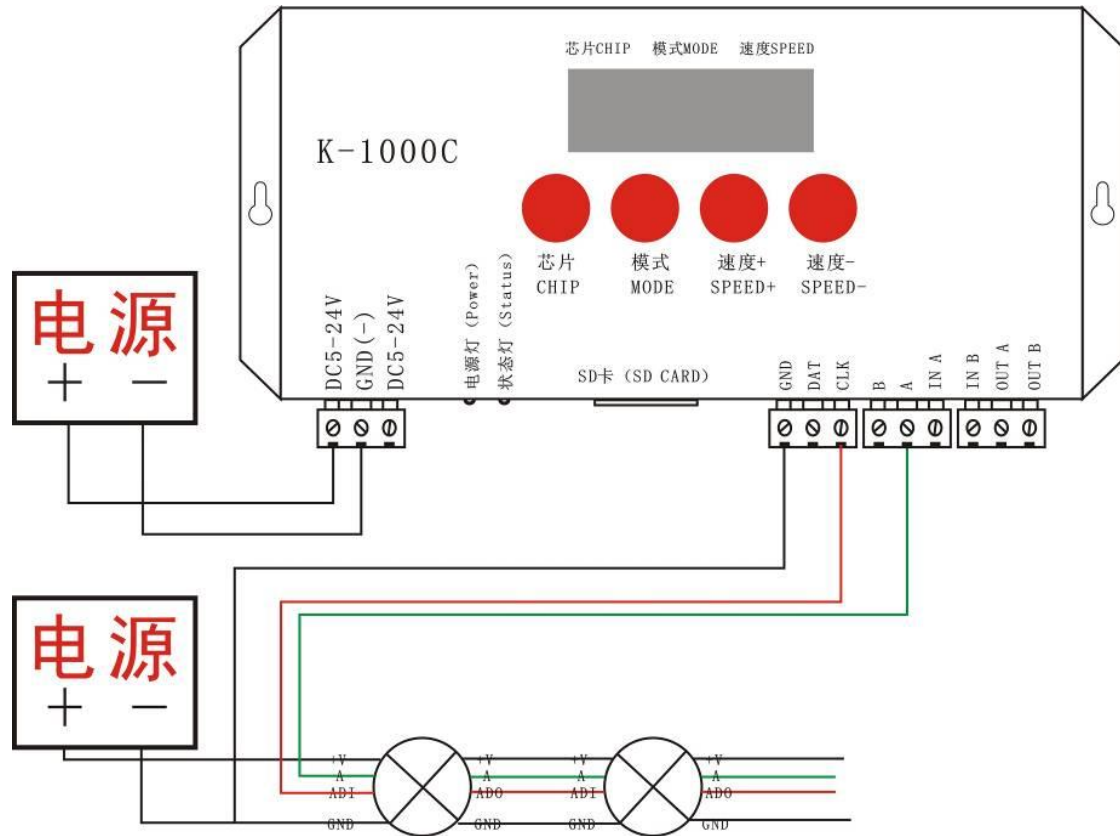 芯片CHIP 模式MODE 速度SPEED
K-1000C
芯片 模式 速度+ 速度-
CHIP MODE SPEED+ SPEED-
电源
+ −
DC5-24V
GND(-)
DC5-24V
电源灯 (Power)
状态灯 (Status)
SD卡 (SD CARD)
GND
DAT
CLK
B
A
IN A
IN B
OUT A
OUT B
电源
+ −
+V +V +V +V
A A A A
ADI ADO ADI ADO
GND GND GND GND